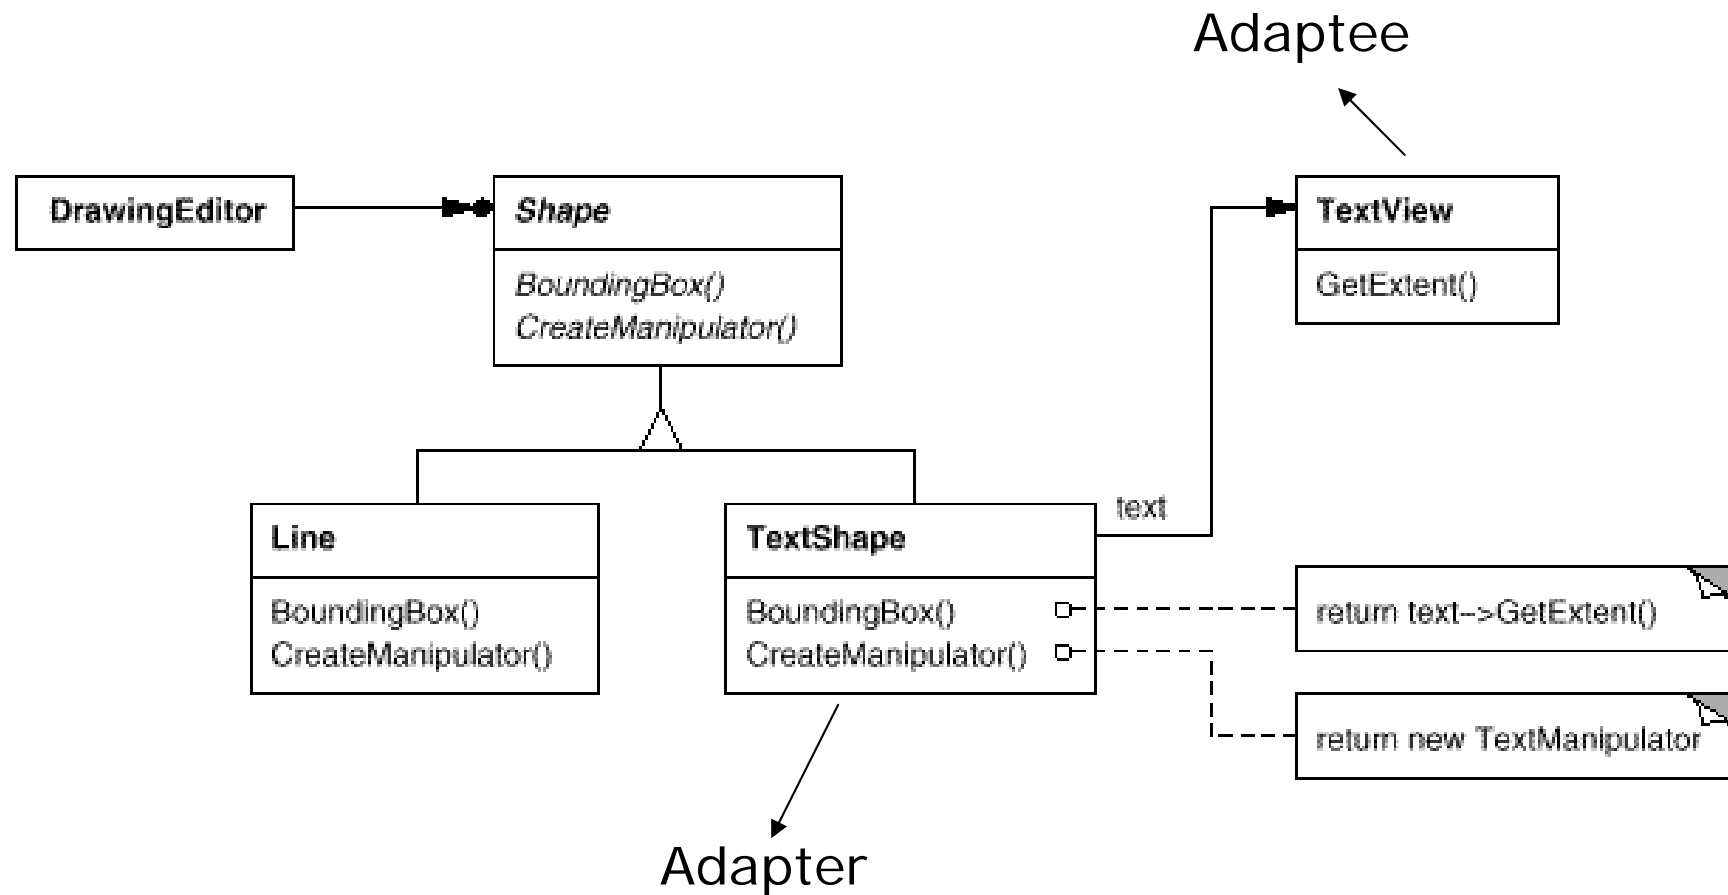 Adaptee
DrawingEditor
Shape
BoundingBox()
CreateManipulator()
TextView
GetExtent()
Line
BoundingBox()
CreateManipulator()
TextShape
BoundingBox()
CreateManipulator()
text
return text->GetExtent()
return new TextManipulator
Adapter